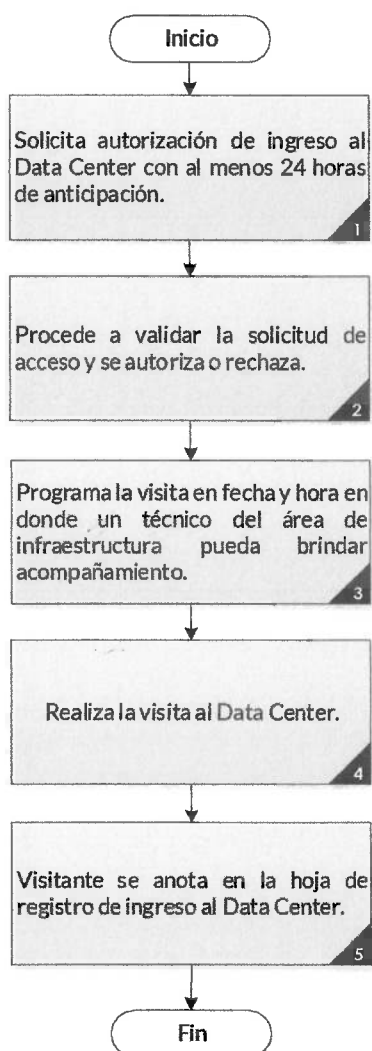 Inicio
Solicita autorización de ingreso al
Data Center con al menos 24 horas
de anticipación.
1
Procede a validar la solicitud de
acceso y se autoriza o rechaza.
2
Programa la visita en fecha y hora en
donde un técnico del área de
infraestructura pueda brindar
acompañamiento.
3
Realiza la visita al Data Center.
4
Visitante se anota en la hoja de
registro de ingreso al Data Center.
5
Fin